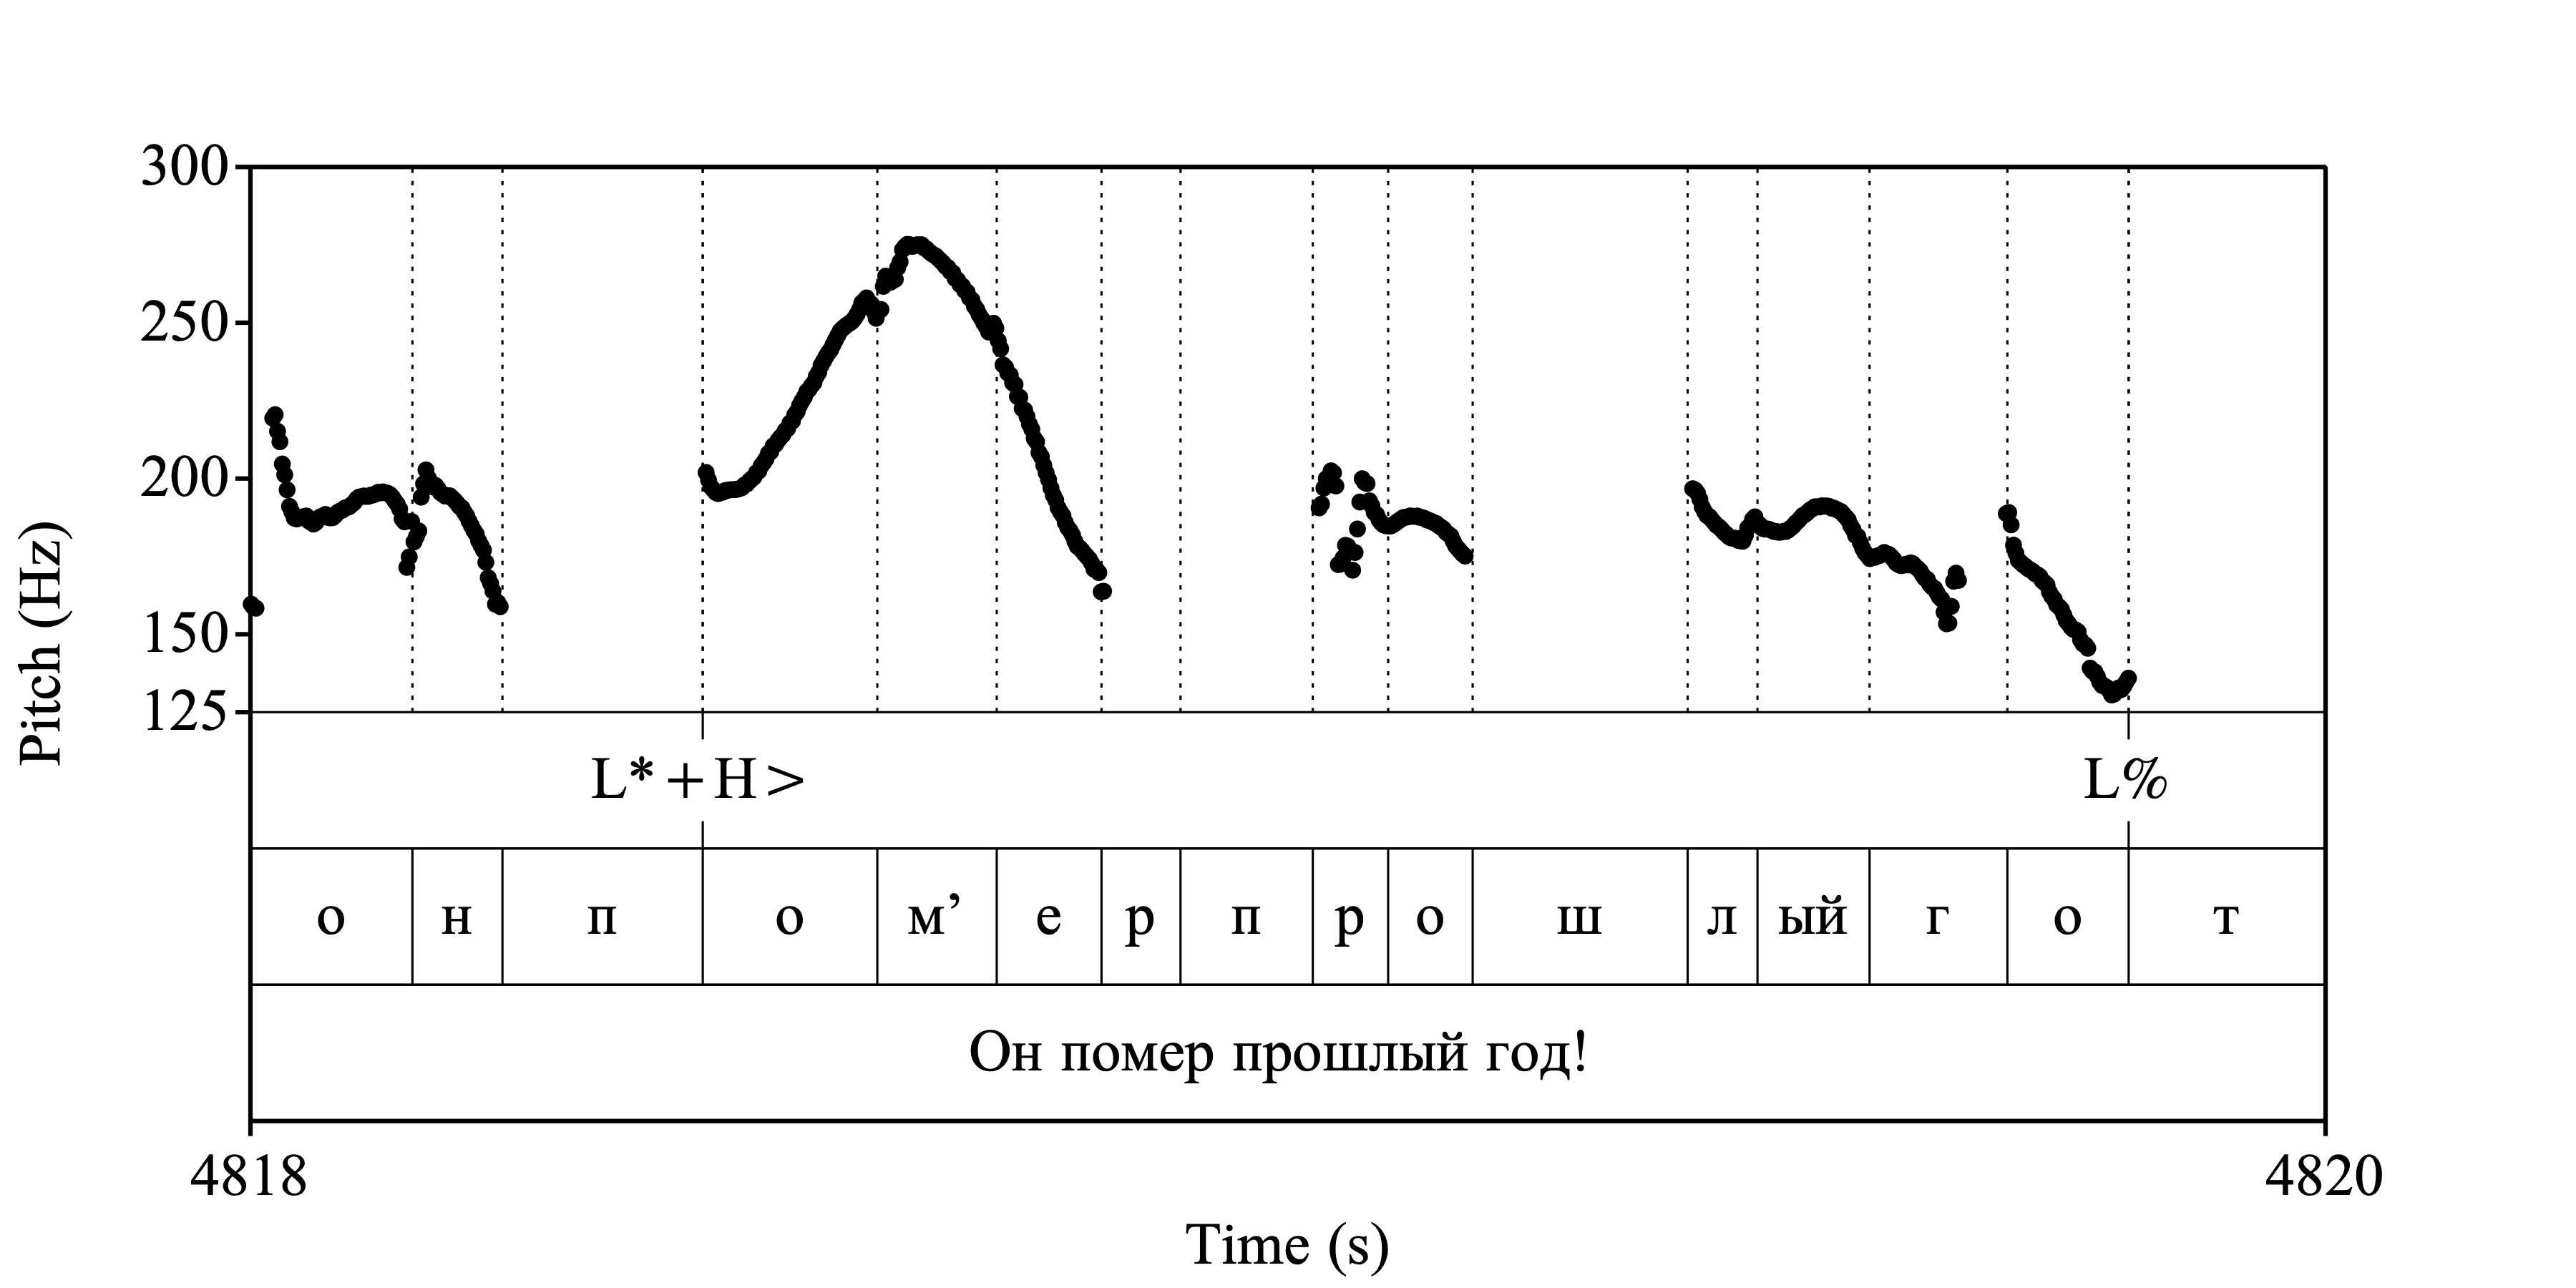 300
250
200
150
125
Pitch (Hz)
L*+H> L%
о н п о м’ е р п р о ш л ый г о т
Он помер прошлый год!
4818 4820
Time (s)